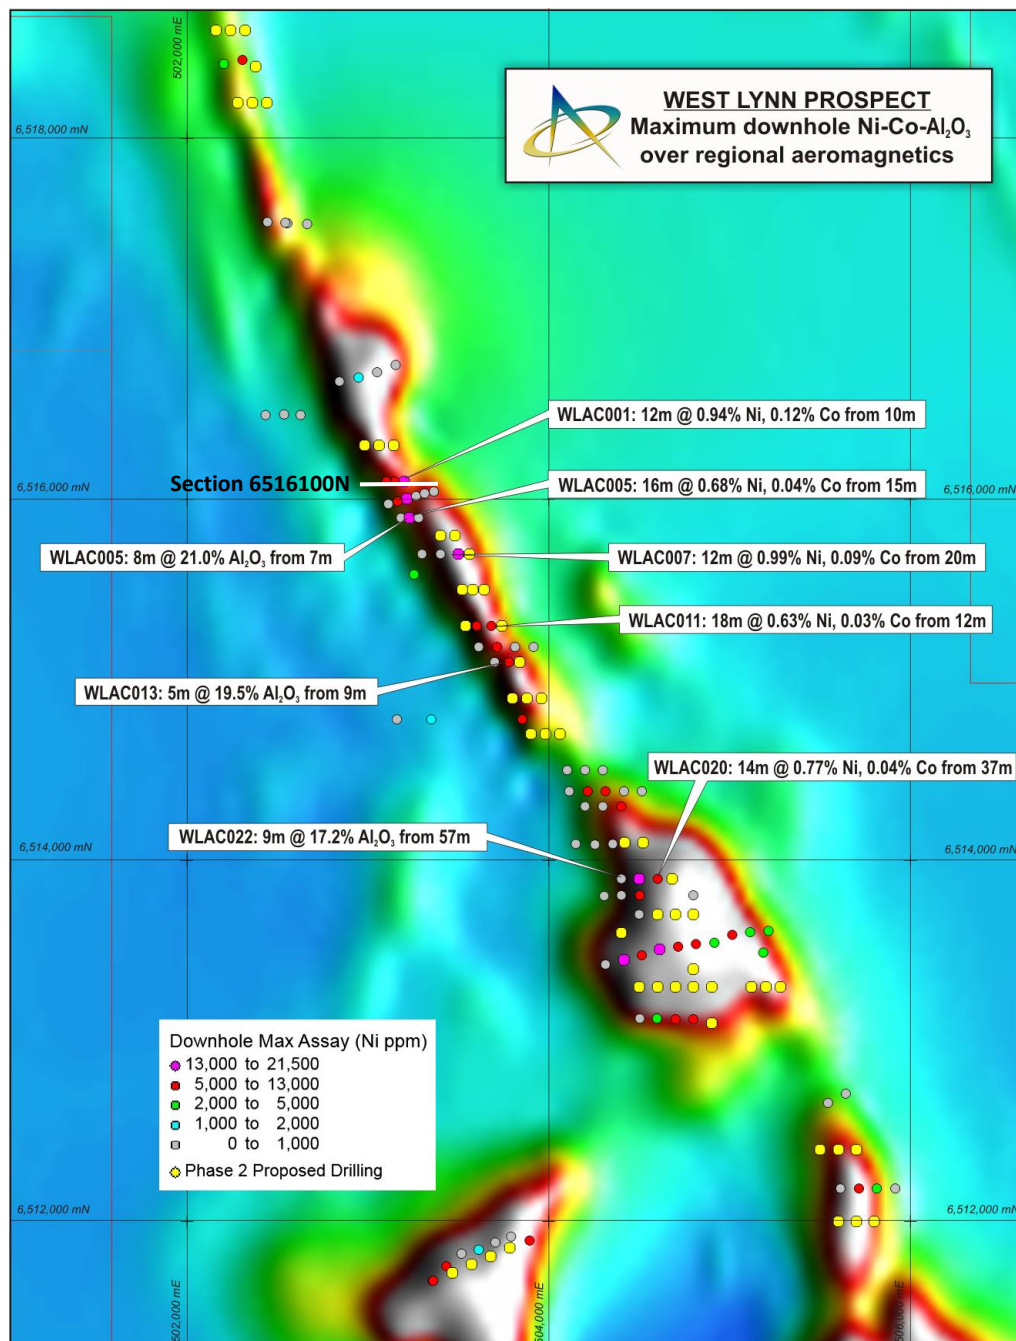 502,000 mE
WEST LYNN PROSPECT
Maximum downhole Ni-Co-Al₂O₃
over regional aeromagnetics
6,518,000 mN
WLAC001: 12m @ 0.94% Ni, 0.12% Co from 10m
Section 6516100N
WLAC005: 16m @ 0.68% Ni, 0.04% Co from 15m
6,516,000 mN
6,516,000 mN
WLAC005: 8m @ 21.0% Al₂O₃ from 7m
WLAC007: 12m @ 0.99% Ni, 0.09% Co from 20m
WLAC011: 18m @ 0.63% Ni, 0.03% Co from 12m
WLAC013: 5m @ 19.5% Al₂O₃ from 9m
WLAC020: 14m @ 0.77% Ni, 0.04% Co from 37m
WLAC022: 9m @ 17.2% Al₂O₃ from 57m
6,514,000 mN
6,514,000 mN
Downhole Max Assay (Ni ppm)
13,000 to 21,500
5,000 to 13,000
2,000 to 5,000
1,000 to 2,000
0 to 1,000
Phase 2 Proposed Drilling
6,512,000 mN
6,512,000 mN
502,000 mE
504,000 mE
506,000 mE